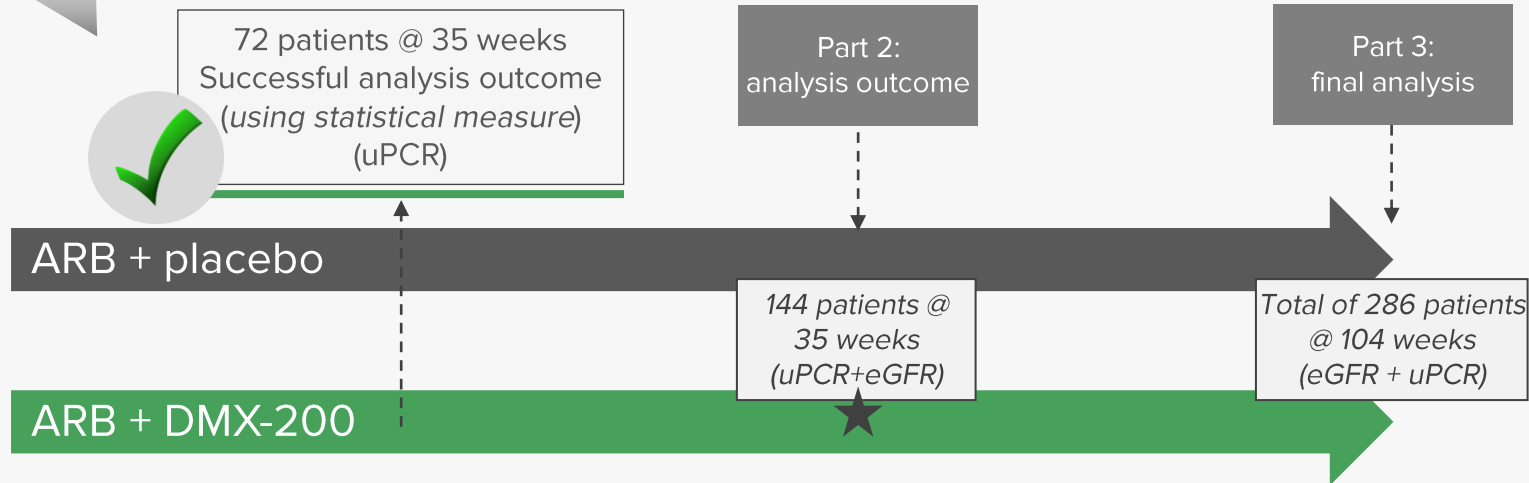 72 patients @ 35 weeks
Successful analysis outcome
(using statistical measure)
(uPCR)
Part 2:
analysis outcome
Part 3:
final analysis
ARB + placebo
144 patients @
35 weeks
(uPCR+eGFR)
Total of 286 patients
@ 104 weeks
(eGFR + uPCR)
ARB + DMX-200